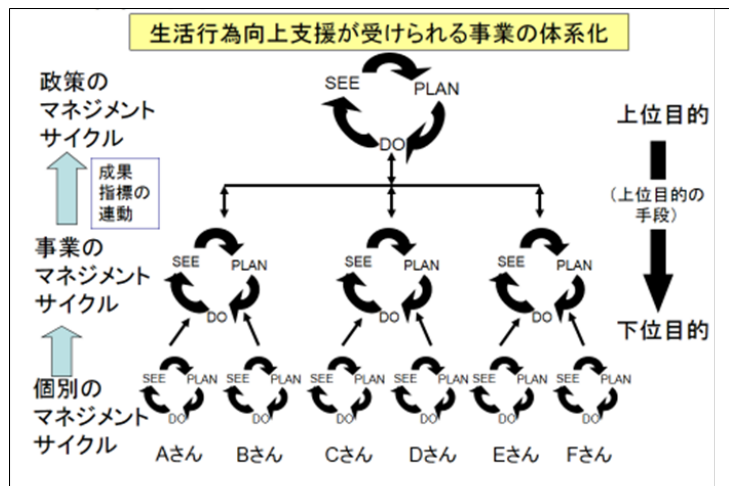 生活行為向上支援が受けられる事業の体系化
政策の
マネジメント
サイクル
SEE
PLAN
DO
上位目的
成果
指標の
連動
(上位目的の
手段)
事業の
マネジメント
サイクル
SEE
PLAN
DO
SEE
PLAN
DO
SEE
PLAN
DO
下位目的
個別の
マネジメント
サイクル
SEE
PLAN
DO
SEE
PLAN
DO
SEE
PLAN
DO
SEE
PLAN
DO
SEE
PLAN
DO
SEE
PLAN
DO
Aさん
Bさん
Cさん
Dさん
Eさん
Fさん